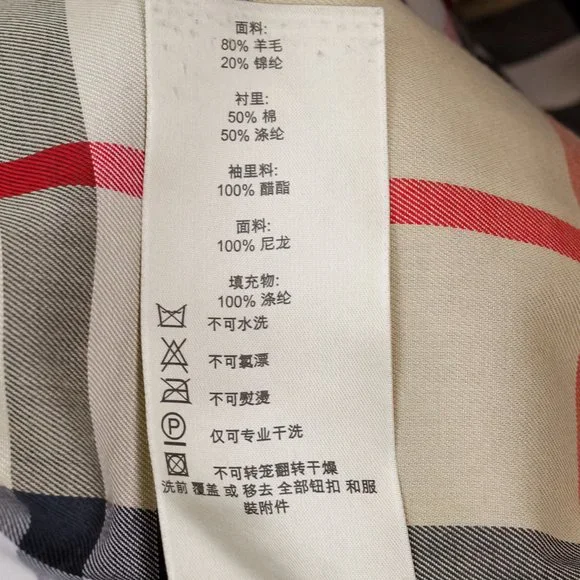 面料:
80% 羊毛
20% 锦纶
衬里:
50% 棉
50% 涤纶
袖里料:
100% 醋酯
面料:
100% 尼龙
填充物:
100% 涤纶
不可水洗
不可氯漂
不可熨烫
P 仅可专业干洗
不可转笼翻转干燥
洗前 覆盖 或 移去 全部钮扣 和服
裝附件